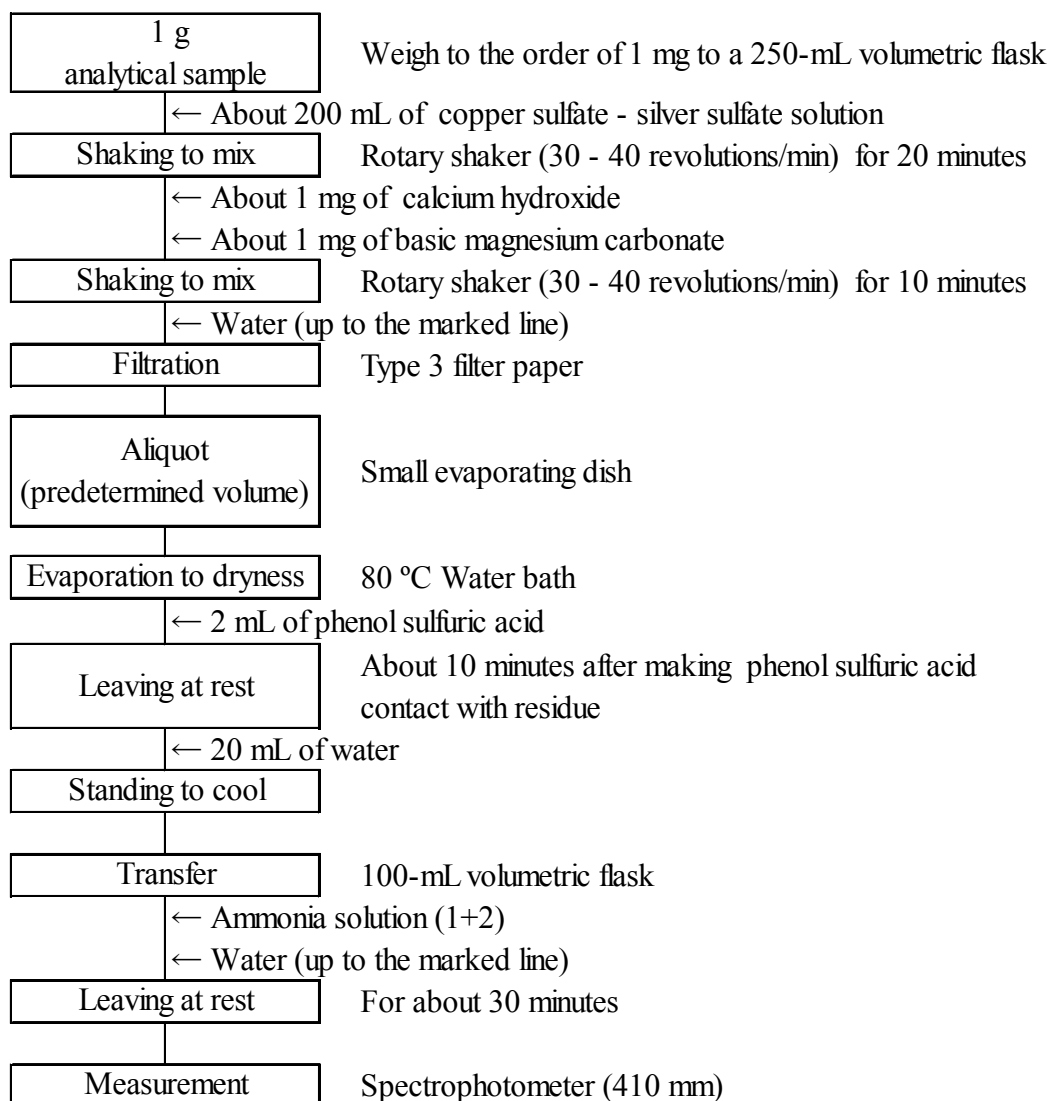 1 g
analytical sample
Weigh to the order of 1 mg to a 250-mL volumetric flask
← About 200 mL of copper sulfate - silver sulfate solution
Shaking to mix
Rotary shaker (30 - 40 revolutions/min) for 20 minutes
← About 1 mg of calcium hydroxide
← About 1 mg of basic magnesium carbonate
Shaking to mix
Rotary shaker (30 - 40 revolutions/min) for 10 minutes
← Water (up to the marked line)
Filtration
Type 3 filter paper
Aliquot
(predetermined volume)
Small evaporating dish
Evaporation to dryness
80 ºC Water bath
← 2 mL of phenol sulfuric acid
Leaving at rest
About 10 minutes after making phenol sulfuric acid
contact with residue
← 20 mL of water
Standing to cool
Transfer
100-mL volumetric flask
← Ammonia solution (1+2)
← Water (up to the marked line)
Leaving at rest
For about 30 minutes
Measurement
Spectrophotometer (410 mm)